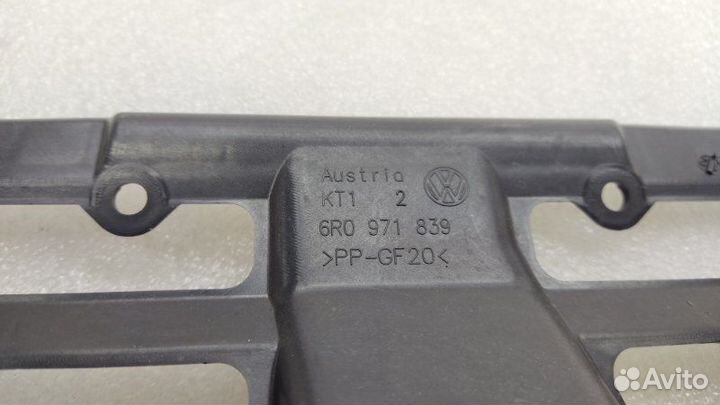 Austria
KT1 2
6R0 971 839
>PP-GF20<
Avito